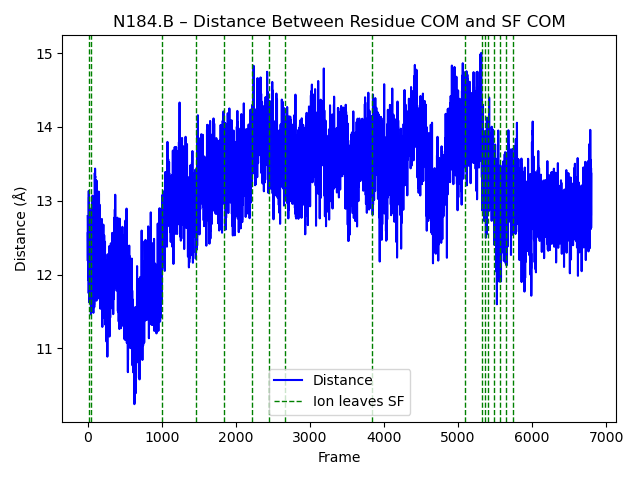 N184.B – Distance Between Residue COM and SF COM
Distance (Å)
15
14
13
12
11
Distance
Ion leaves SF
0 1000 2000 3000 4000 5000 6000 7000
Frame